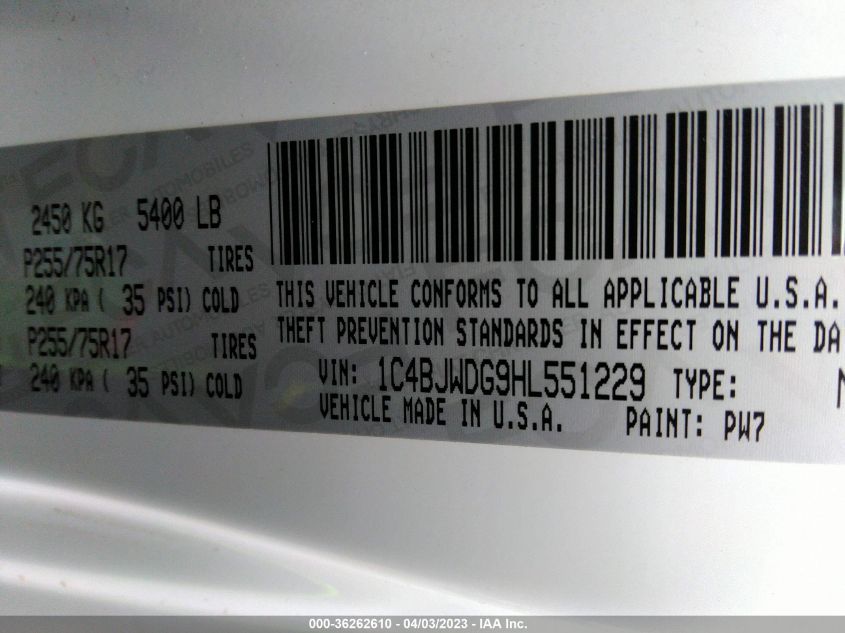 2450 KG 5400 LB
P255/75R17 TIRES
240 KPA ( 35 PSI) COLD
P255/75R17 TIRES
240 KPA ( 35 PSI) COLD
THIS VEHICLE CONFORMS TO ALL APPLICABLE U.S.A.
THEFT PREVENTION STANDARDS IN EFFECT ON THE DA
VIN: 1C4BJWDG9HL551229 TYPE:
VEHICLE MADE IN U.S.A. PAINT: PW7
000-36262610 - 04/03/2023 - IAA Inc.